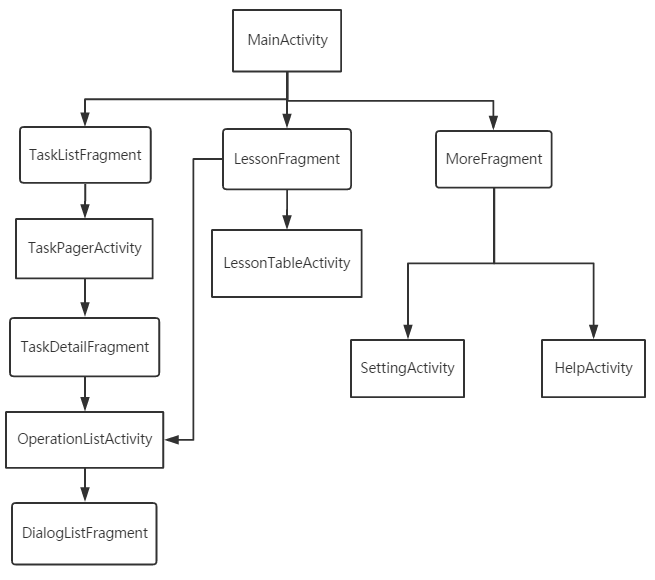 MainActivity
TaskListFragment
LessonFragment
MoreFragment
TaskPagerActivity
LessonTableActivity
TaskDetailFragment
SettingActivity
HelpActivity
OperationListActivity
DialogListFragment